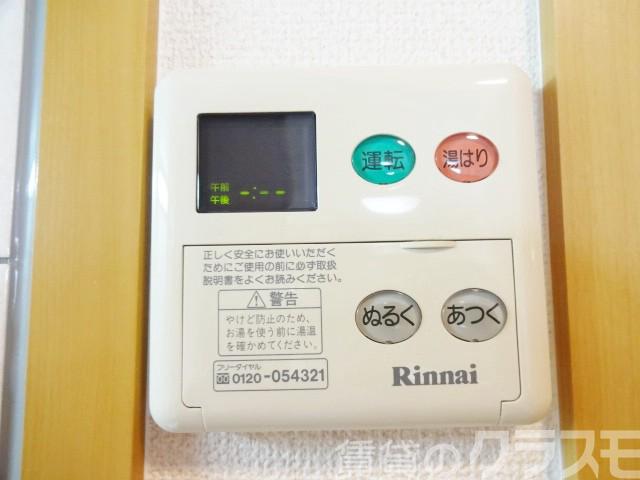 午前
午後 -:--
運転
湯はり
正しく安全にお使いいただく
ためにご使用の前に必ず取扱
説明書をよくお読みください。
警告
やけど防止のため、
お湯を使う前に湯温
を確かめてください。
フリーダイヤル
0120-054321
ぬるく
あつく
Rinnai
賃貸のクラスモ